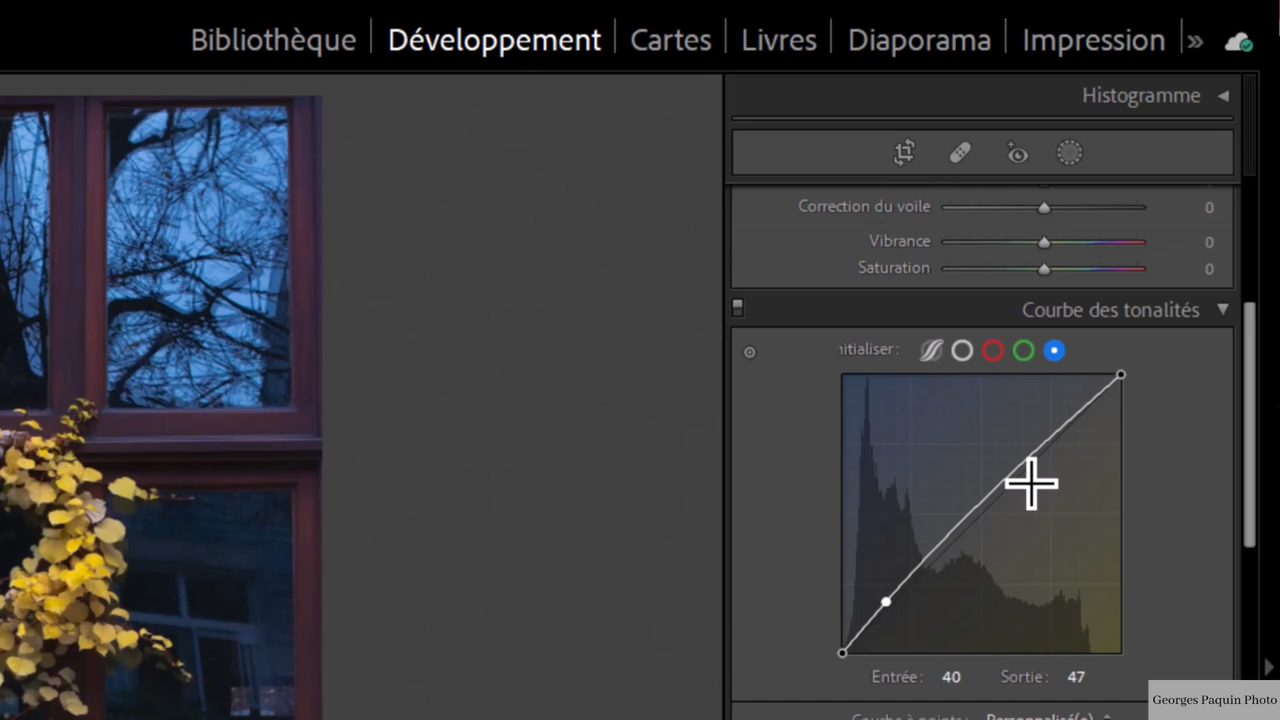 Bibliothèque Développement Cartes Livres Diaporama Impression »
Histogramme
Correction du voile 0
Vibrance 0
Saturation 0
Courbe des tonalités
nitialiser :
Entrée : 40 Sortie : 47
Georges Paquin Photo